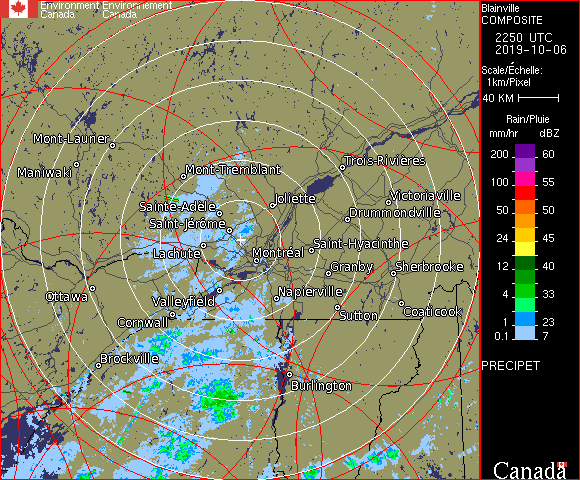 Environment Environnement
Canada Canada
Blainville
COMPOSITE
2250 UTC
2019-10-06
Scale/Échelle:
1km/Pixel
40 KM
Rain/Pluie
mm/hr dBZ
200 60
100 55
50 50
24 45
12 40
4 33
1 23
0.1 7
PRECIPET
Canada
Mont-Laurier
Maniwaki
Mont-Tremblant
Trois-Rivières
Sainte-Adèle
Joliette
Victoriaville
Drummondville
Saint-Jérôme
Lachute
Montréal
Saint-Hyacinthe
Granby
Sherbrooke
Ottawa
Valleyfield
Napierville
Cornwall
Sutton
Coaticook
Brockville
Burlington